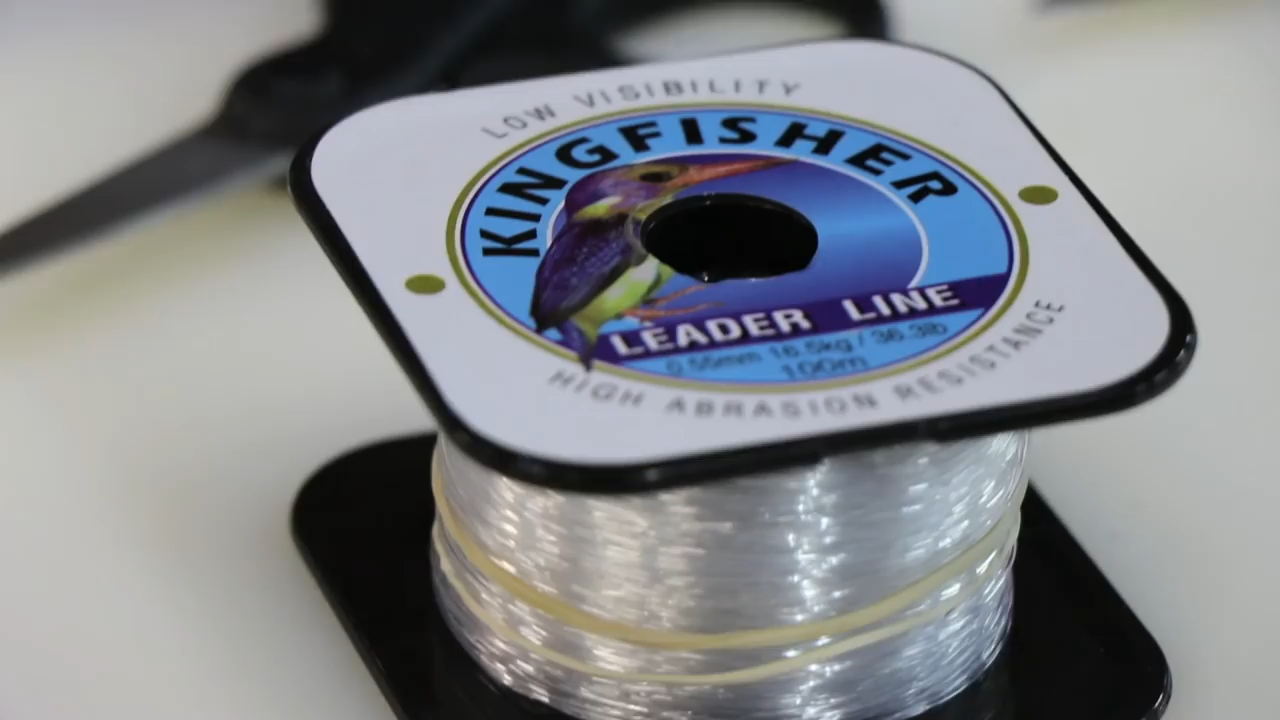 LOW VISIBILITY
KINGFISHER
LEADER LINE
0.55mm 16.5kg / 36.3lb
100m
HIGH ABRASION RESISTANCE